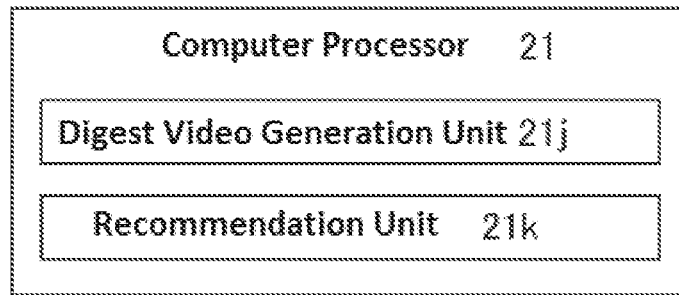 Computer Processor 21
Digest Video Generation Unit 21j
Recommendation Unit 21k